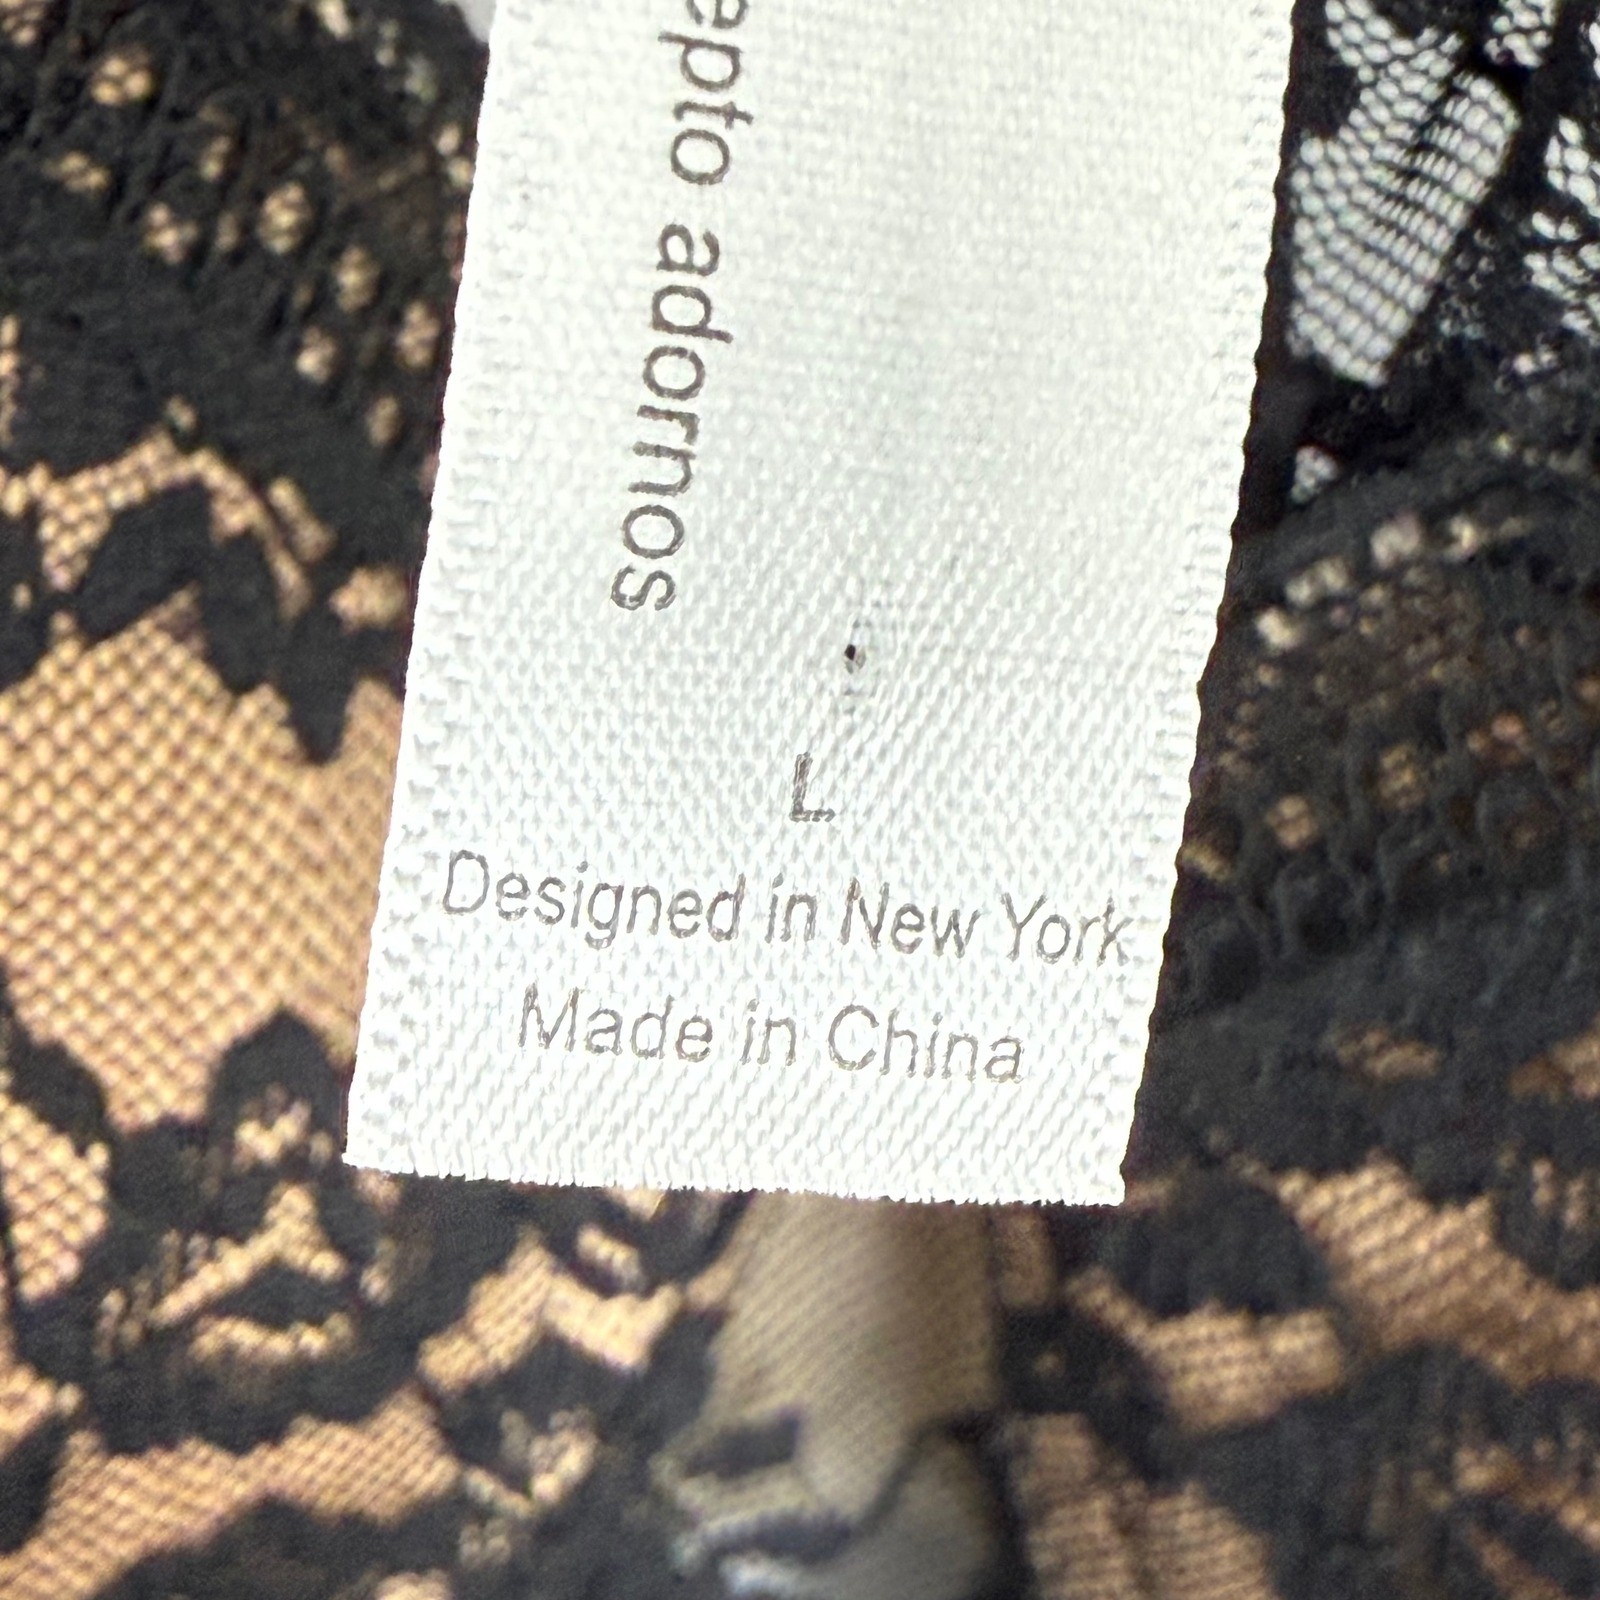 epto adornos
L
Designed in New York
Made in China